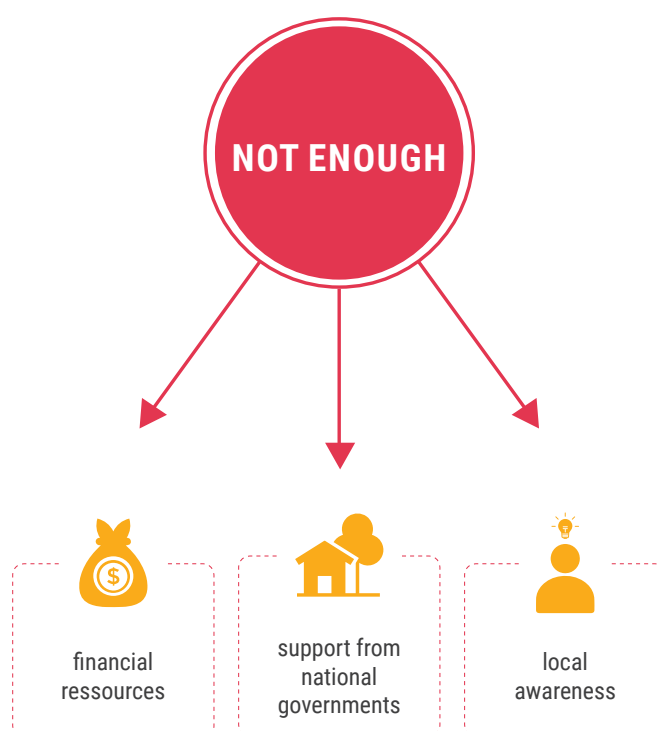 NOT ENOUGH
$
financial
ressources
support from
national
governments
local
awareness